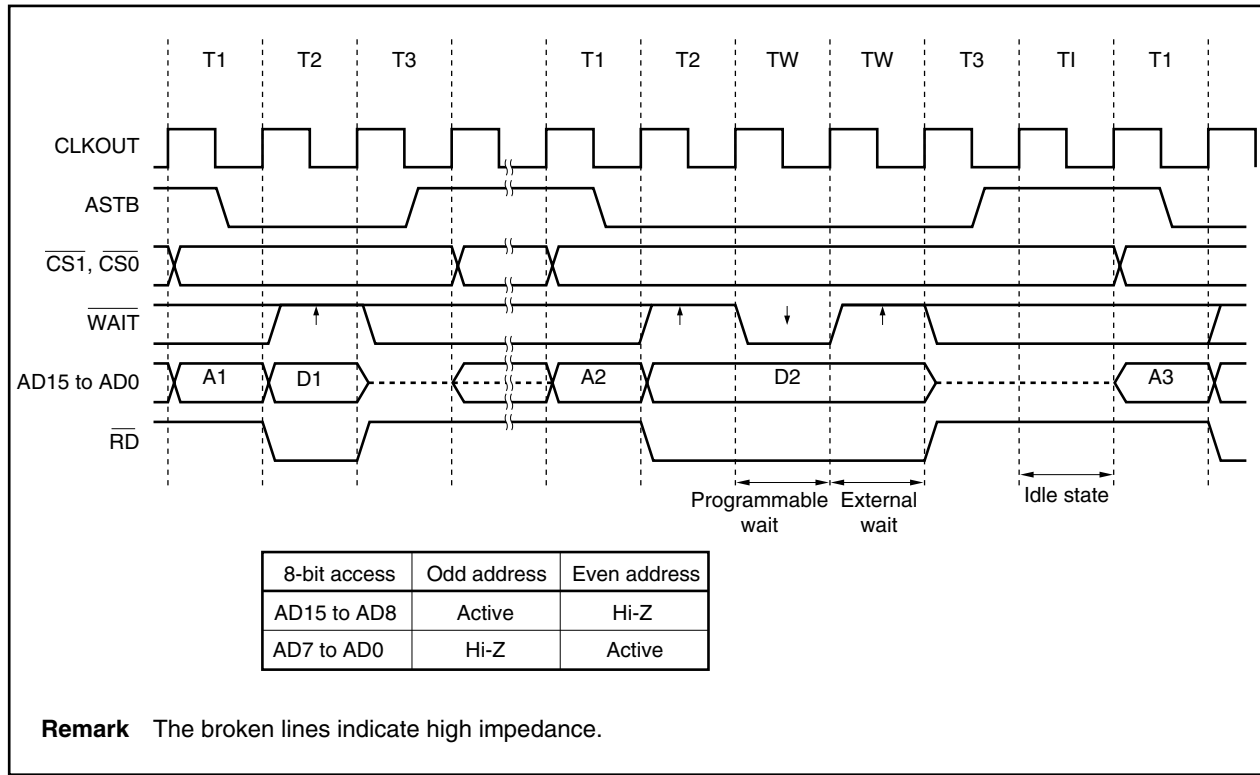 T1 T2 T3 T1 T2 TW TW T3 TI T1
CLKOUT
ASTB
CS1, CS0
WAIT
AD15 to AD0 A1 D1 A2 D2 A3
RD
Programmable wait
External wait
Idle state
8-bit access Odd address Even address
AD15 to AD8 Active Hi-Z
AD7 to AD0 Hi-Z Active
Remark The broken lines indicate high impedance.